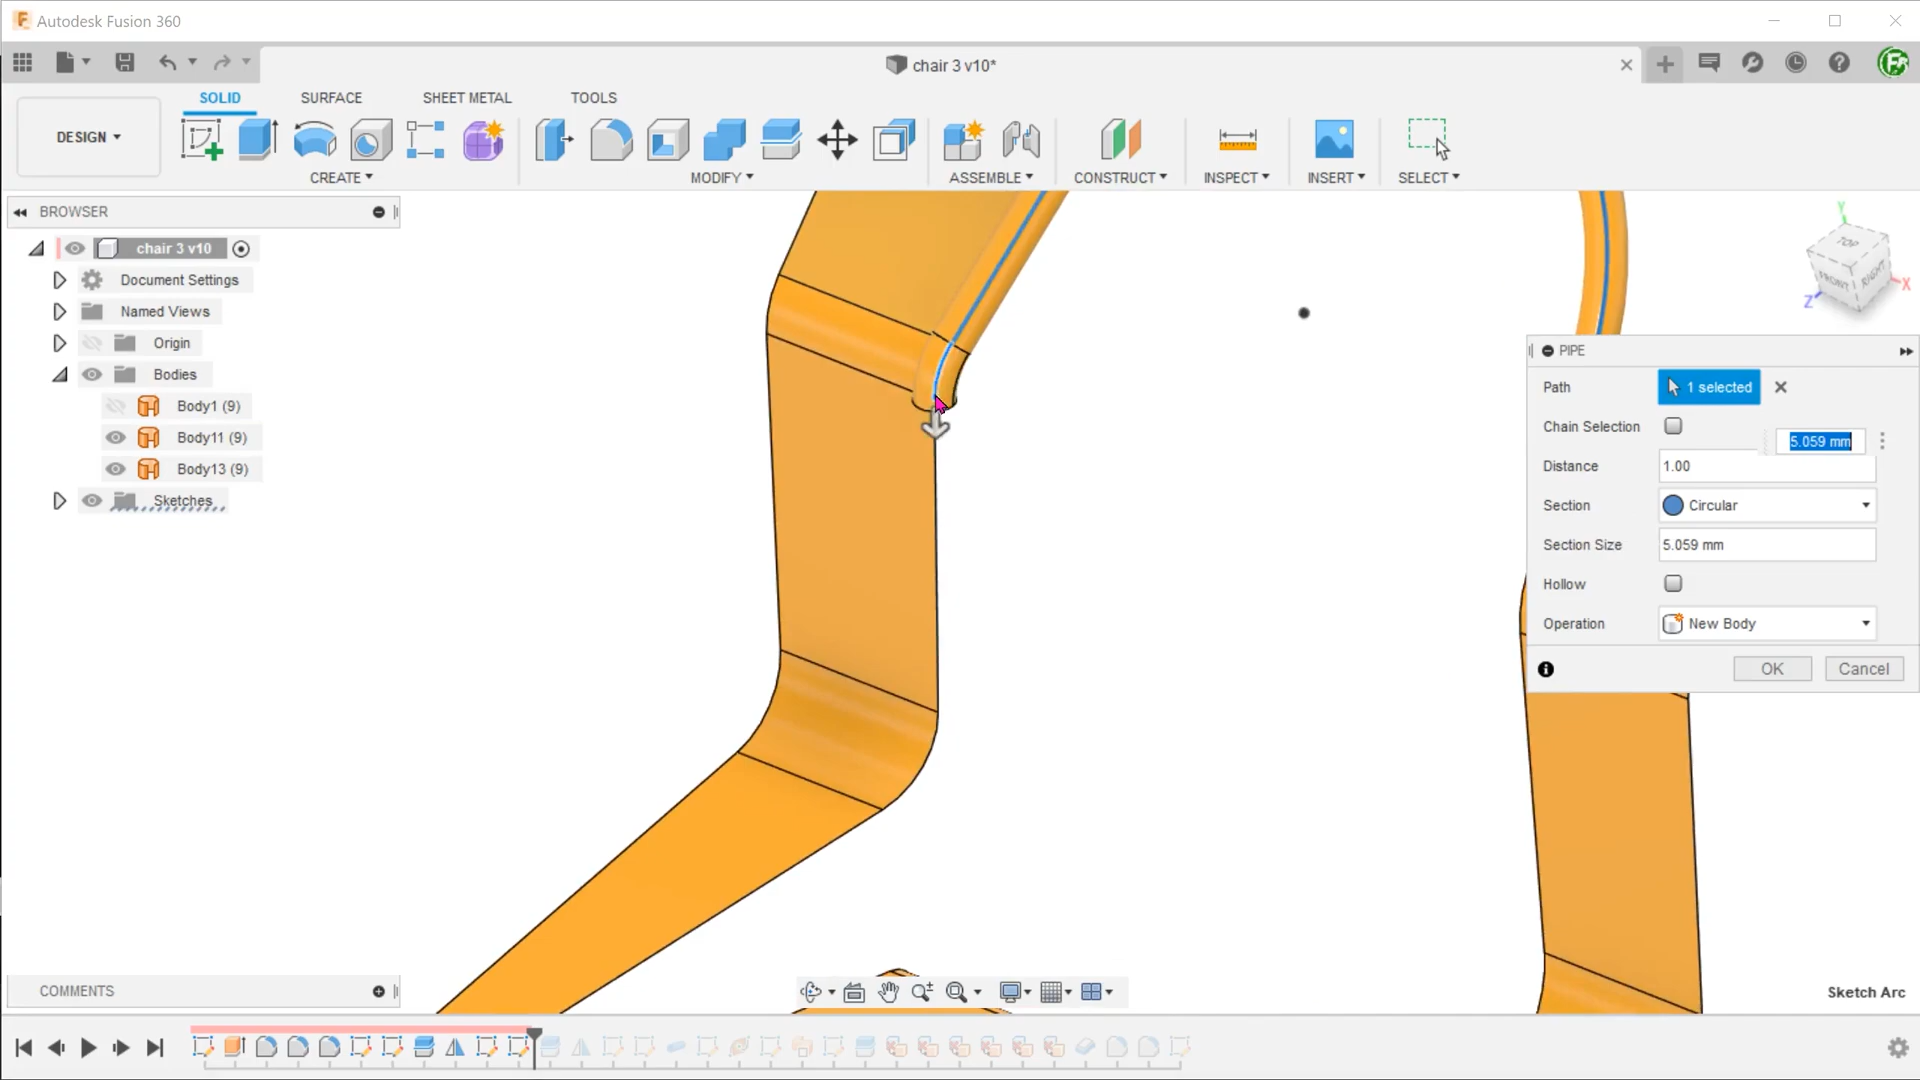 Autodesk Fusion 360
chair 3 v10*
SOLID SURFACE SHEET METAL TOOLS
DESIGN
CREATE MODIFY ASSEMBLE CONSTRUCT INSPECT INSERT SELECT
BROWSER
chair 3 v10
Document Settings
Named Views
Origin
Bodies
Body1 (9)
Body11 (9)
Body13 (9)
Sketches
Y
TOP
FRONT
RIGHT
X
Z
PIPE
Path 1 selected
Chain Selection
5.059 mm
Distance 1.00
Section Circular
Section Size 5.059 mm
Hollow
Operation New Body
OK Cancel
COMMENTS
Sketch Arc